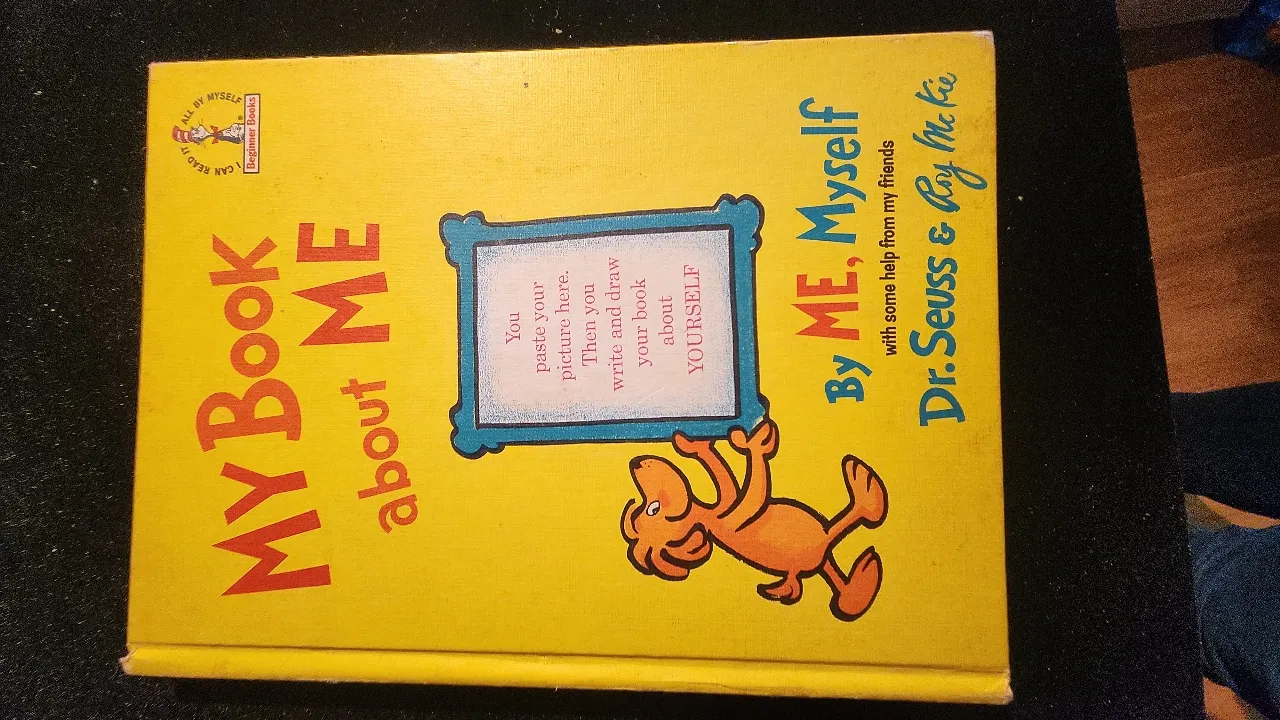 I CAN READ IT ALL BY MYSELF
Beginner Books
MY BOOK
about ME
You
paste your
picture here.
Then you
write and draw
your book
about
YOURSELF
By ME, Myself
with some help from my friends
Dr. Seuss & Roy Mc Kie